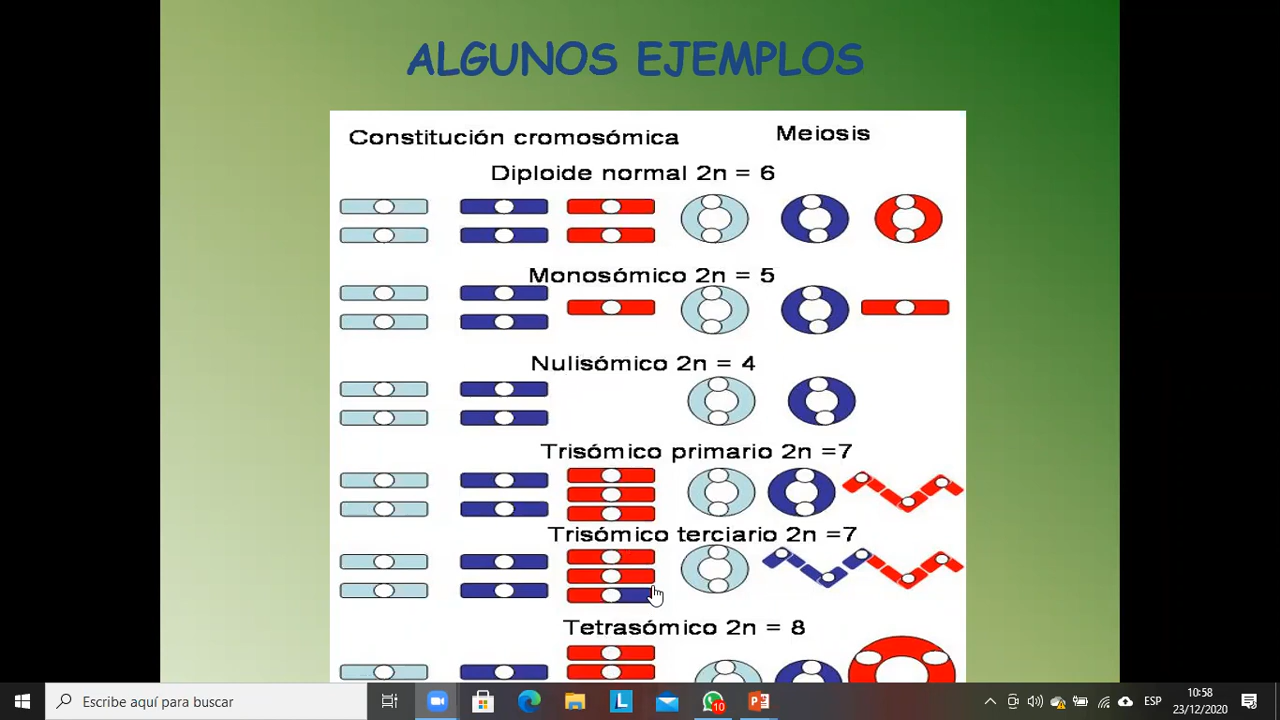 ALGUNOS EJEMPLOS
Constitución cromosómica
Meiosis
Diploide normal 2n = 6
Monosómico 2n = 5
Nulisómico 2n = 4
Trisómico primario 2n =7
Trisómico terciario 2n =7
Tetrasómico 2n = 8
Escribe aquí para buscar
L
10
ESP
10:58
23/12/2020